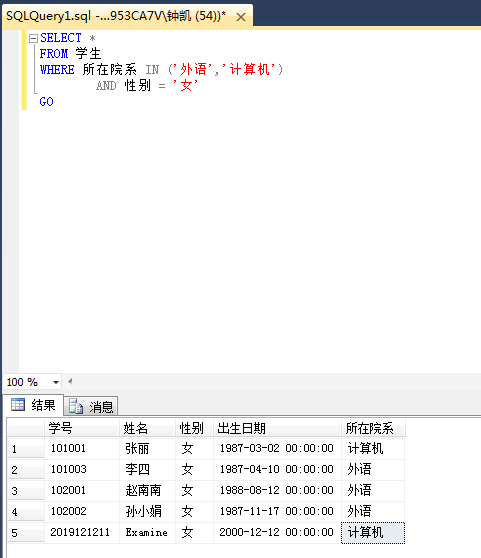 SQLQuery1.sql -...953CA7V\钟凯 (54))* ×
SELECT *
FROM 学生
WHERE 所在院系 IN ('外语','计算机')
AND 性别 = '女'
GO
100 %
结果 消息
学号 姓名 性别 出生日期 所在院系
1 101001 张丽 女 1987-03-02 00:00:00 计算机
2 101003 李四 女 1987-04-10 00:00:00 外语
3 102001 赵南南 女 1988-08-12 00:00:00 外语
4 102002 孙小娟 女 1987-11-17 00:00:00 外语
5 2019121211 Examine 女 2000-12-12 00:00:00 计算机